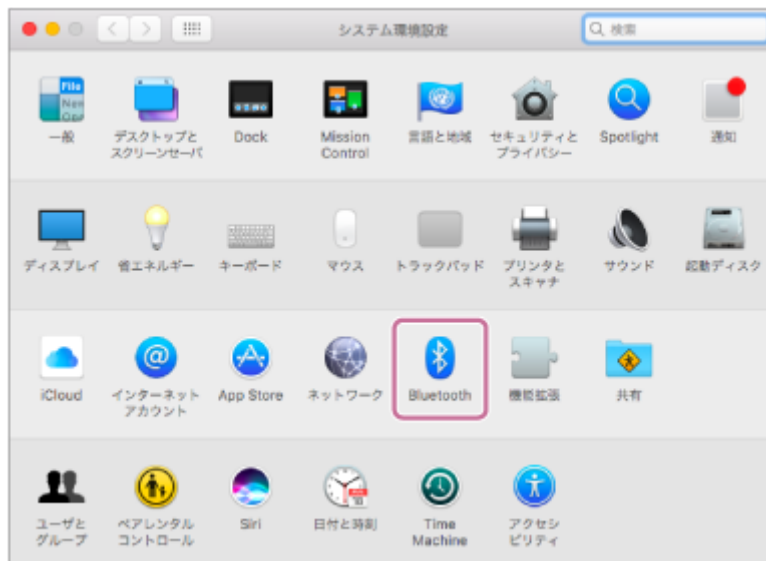 システム環境設定
検索
一般
デスクトップと
スクリーンセーバ
Dock
Mission
Control
言語と地域
セキュリティと
プライバシー
Spotlight
通知
ディスプレイ
省エネルギー
キーボード
マウス
トラックパッド
プリンタと
スキャナ
サウンド
起動ディスク
iCloud
インターネット
アカウント
App Store
ネットワーク
Bluetooth
機能拡張
共有
ユーザと
グループ
ペアレンタル
コントロール
Siri
日付と時刻
Time
Machine
アクセシ
ビリティ